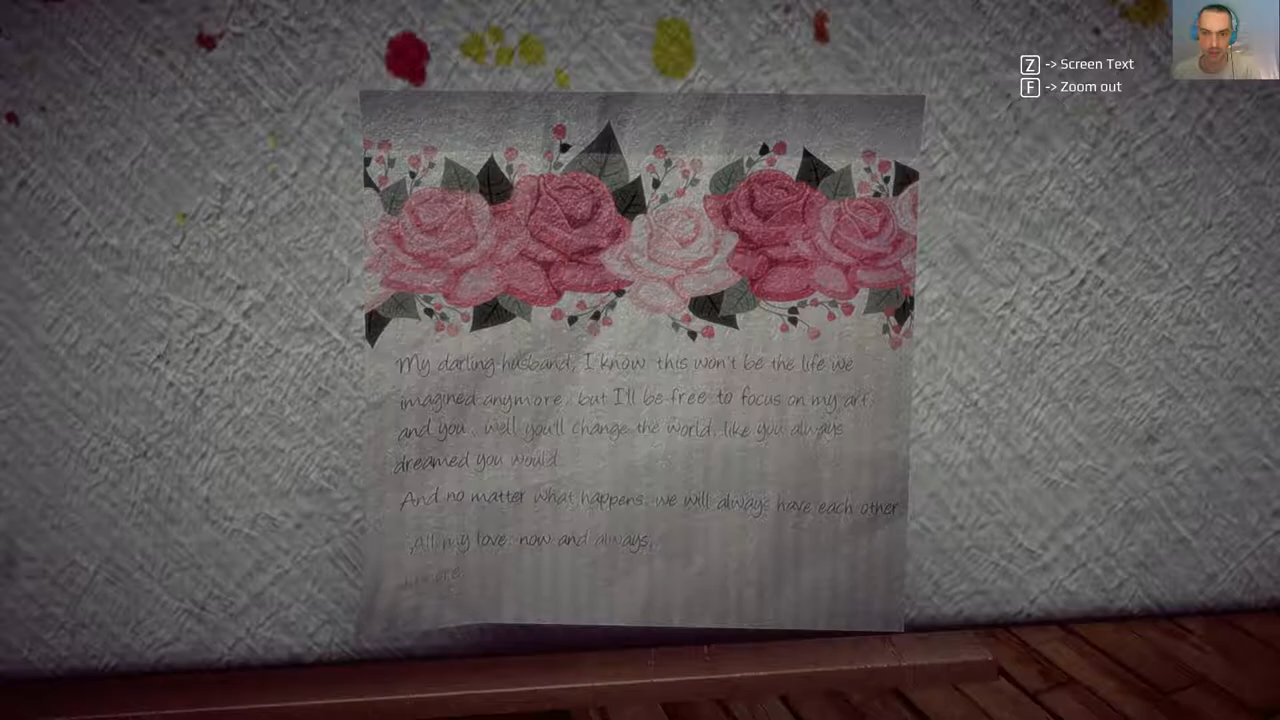 Z -> Screen Text
F -> Zoom out
My darling husband, I know this won't be the life we
imagined anymore. but I'll be free to focus on my art,
and you. well you'll change the world. like you always
dreamed you would.
And no matter what happens. we will always have each other
All my love. now and always,